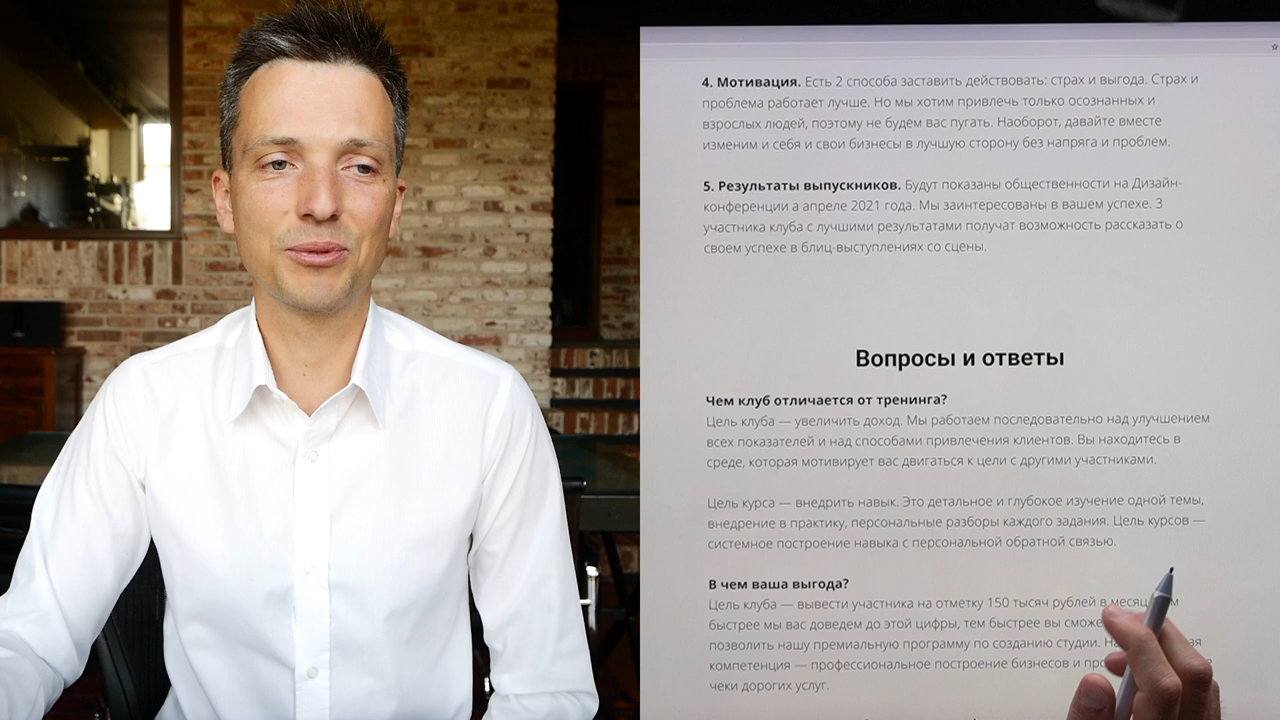 4. Мотивация. Есть 2 способа заставить действовать: страх и выгода. Страх и
проблема работает лучше. Но мы хотим привлечь только осознанных и
взрослых людей, поэтому не будем вас пугать. Наоборот, давайте вместе
изменим и себя и свои бизнесы в лучшую сторону без напряга и проблем.
5. Результаты выпускников. Будут показаны общественности на Дизайн-
конференции а апреле 2021 года. Мы заинтересованы в вашем успехе. 3
участника клуба с лучшими результатами получат возможность рассказать о
своем успехе в блиц-выступлениях со сцены.
Вопросы и ответы
Чем клуб отличается от тренинга?
Цель клуба — увеличить доход. Мы работаем последовательно над улучшением
всех показателей и над способами привлечения клиентов. Вы находитесь в
среде, которая мотивирует вас двигаться к цели с другими участниками.
Цель курса — внедрить навык. Это детальное и глубокое изучение одной темы,
внедрение в практику, персональные разборы каждого задания. Цель курсов —
системное построение навыка с персональной обратной связью.
В чем ваша выгода?
Цель клуба — вывести участника на отметку 150 тысяч рублей в месяц
быстрее мы вас доведем до этой цифры, тем быстрее вы
позволить нашу премиальную программу по созданию студии.
компетенция — профессиональное построение бизнесов и
чеки дорогих услуг.